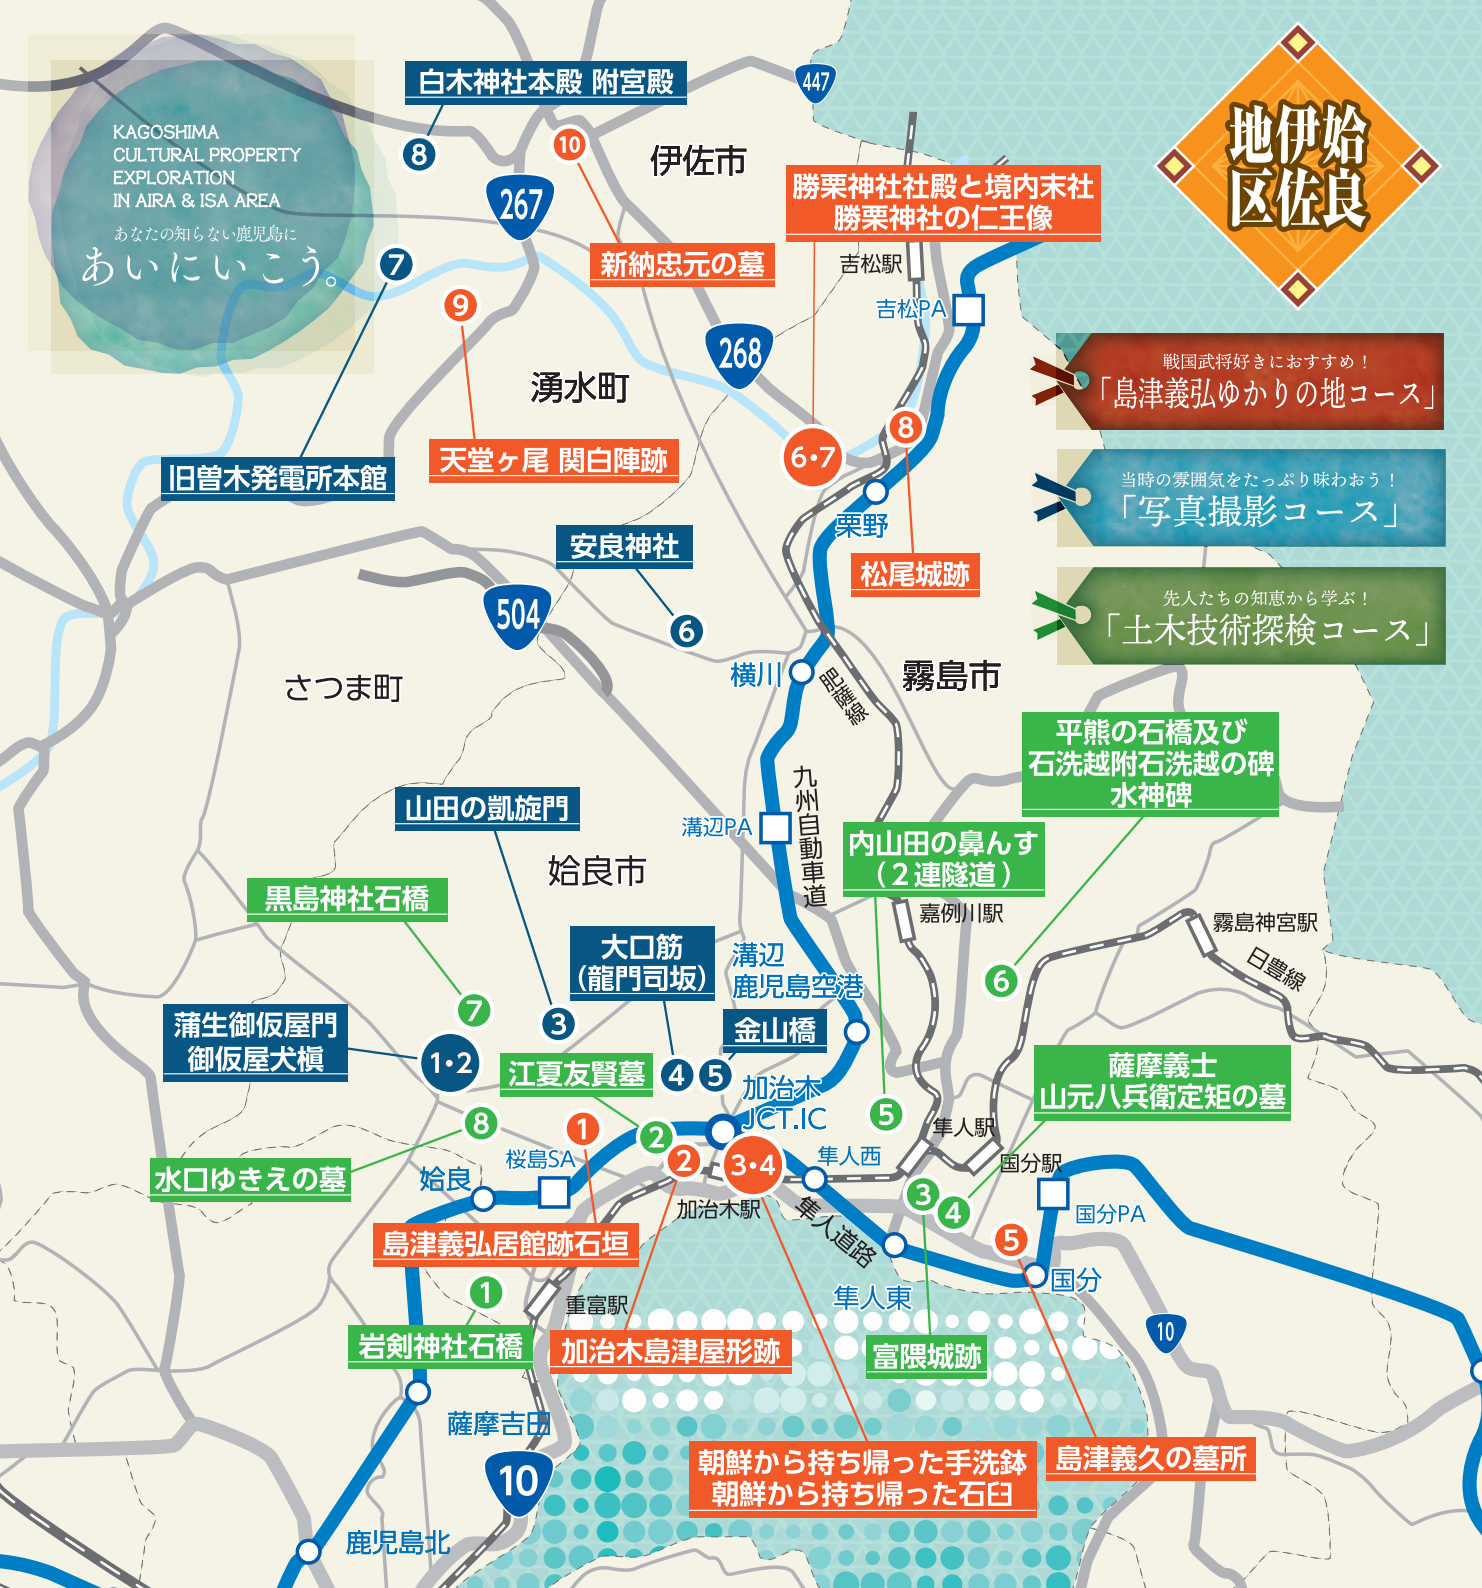 KAGOSHIMA
CULTURAL PROPERTY
EXPLORATION
IN AIRA & ISA AREA
あなたの知らない鹿児島に
あいにいこう。
姶良
伊佐
地区
白木神社本殿 附宮殿
8
447
10
伊佐市
267
新納忠元の墓
7
9
勝栗神社社殿と境内末社
勝栗神社の仁王像
吉松駅
吉松PA
268
湧水町
戦国武将好きにおすすめ！
「島津義弘ゆかりの地コース」
当時の雰囲気をたっぷり味わおう！
「写真撮影コース」
先人たちの知恵から学ぶ！
「土木技術探検コース」
旧曽木発電所本館
天堂ヶ尾 関白陣跡
6・7
8
栗野
松尾城跡
安良神社
504
6
さつま町
横川
肥薩線
霧島市
平熊の石橋及び
石洗越附石洗越の碑
水神碑
九州自動車道
溝辺PA
山田の凱旋門
姶良市
内山田の鼻んす
（２連隧道）
黒島神社石橋
嘉例川駅
霧島神宮駅
日豊線
大口筋
（龍門司坂）
溝辺
鹿児島空港
6
7
3
蒲生御仮屋門
御仮屋犬槇
1・2
金山橋
4
5
江夏友賢墓
加治木
JCT.IC
薩摩義士
山元八兵衛定矩の墓
5
8
1
2
隼人駅
水口ゆきえの墓
桜島SA
姶良
2
3・4
隼人西
国分駅
3
4
国分PA
加治木駅
隼人道路
島津義弘居館跡石垣
5
国分
1
重富駅
隼人東
岩剣神社石橋
加治木島津屋形跡
富隈城跡
10
薩摩吉田
10
朝鮮から持ち帰った手洗鉢
朝鮮から持ち帰った石臼
島津義久の墓所
鹿児島北